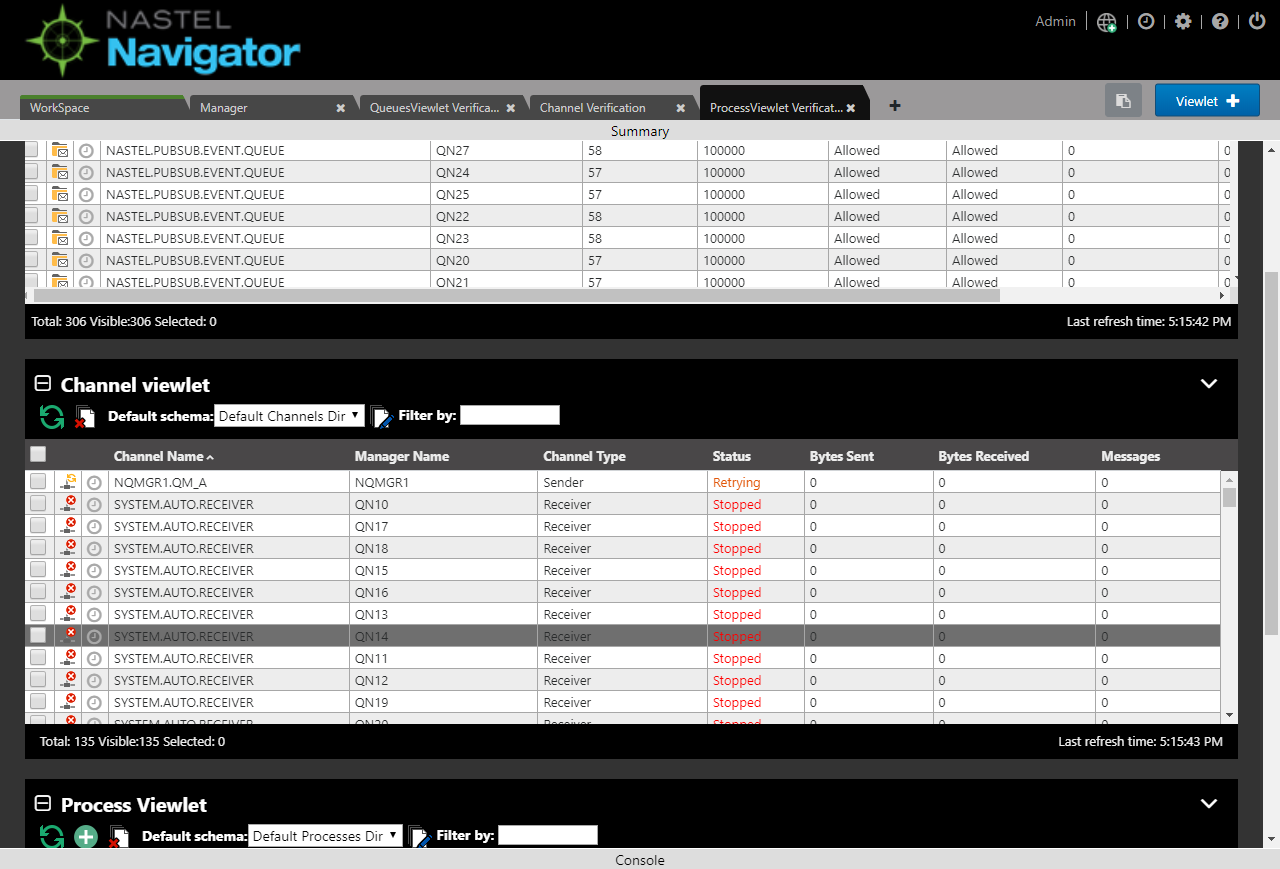 NASTEL
Navigator
Admin
WorkSpace Manager QueuesViewlet Verifica... Channel Verification ProcessViewlet Verificat... Viewlet
Summary
NASTEL.PUBSUB.EVENT.QUEUE QN27 58 100000 Allowed Allowed 0 0
NASTEL.PUBSUB.EVENT.QUEUE QN24 57 100000 Allowed Allowed 0 0
NASTEL.PUBSUB.EVENT.QUEUE QN25 57 100000 Allowed Allowed 0 0
NASTEL.PUBSUB.EVENT.QUEUE QN22 58 100000 Allowed Allowed 0 0
NASTEL.PUBSUB.EVENT.QUEUE QN23 58 100000 Allowed Allowed 0 0
NASTEL.PUBSUB.EVENT.QUEUE QN20 57 100000 Allowed Allowed 0 0
NASTEL.PUBSUB.EVENT.QUEUE QN21 57 100000 Allowed Allowed 0 0
Total: 306 Visible:306 Selected: 0 Last refresh time: 5:15:42 PM
Channel viewlet
Default schema: Default Channels Dir Filter by:
Channel Name Manager Name Channel Type Status Bytes Sent Bytes Received Messages
NQMGR1.QM_A NQMGR1 Sender Retrying 0 0 0
SYSTEM.AUTO.RECEIVER QN10 Receiver Stopped 0 0 0
SYSTEM.AUTO.RECEIVER QN17 Receiver Stopped 0 0 0
SYSTEM.AUTO.RECEIVER QN18 Receiver Stopped 0 0 0
SYSTEM.AUTO.RECEIVER QN15 Receiver Stopped 0 0 0
SYSTEM.AUTO.RECEIVER QN16 Receiver Stopped 0 0 0
SYSTEM.AUTO.RECEIVER QN13 Receiver Stopped 0 0 0
SYSTEM.AUTO.RECEIVER QN14 Receiver Stopped 0 0 0
SYSTEM.AUTO.RECEIVER QN11 Receiver Stopped 0 0 0
SYSTEM.AUTO.RECEIVER QN12 Receiver Stopped 0 0 0
SYSTEM.AUTO.RECEIVER QN19 Receiver Stopped 0 0 0
SYSTEM.AUTO.RECEIVER QN20 Receiver Stopped 0 0 0
Total: 135 Visible:135 Selected: 0 Last refresh time: 5:15:43 PM
Process Viewlet
Default schema: Default Processes Dir Filter by:
Console